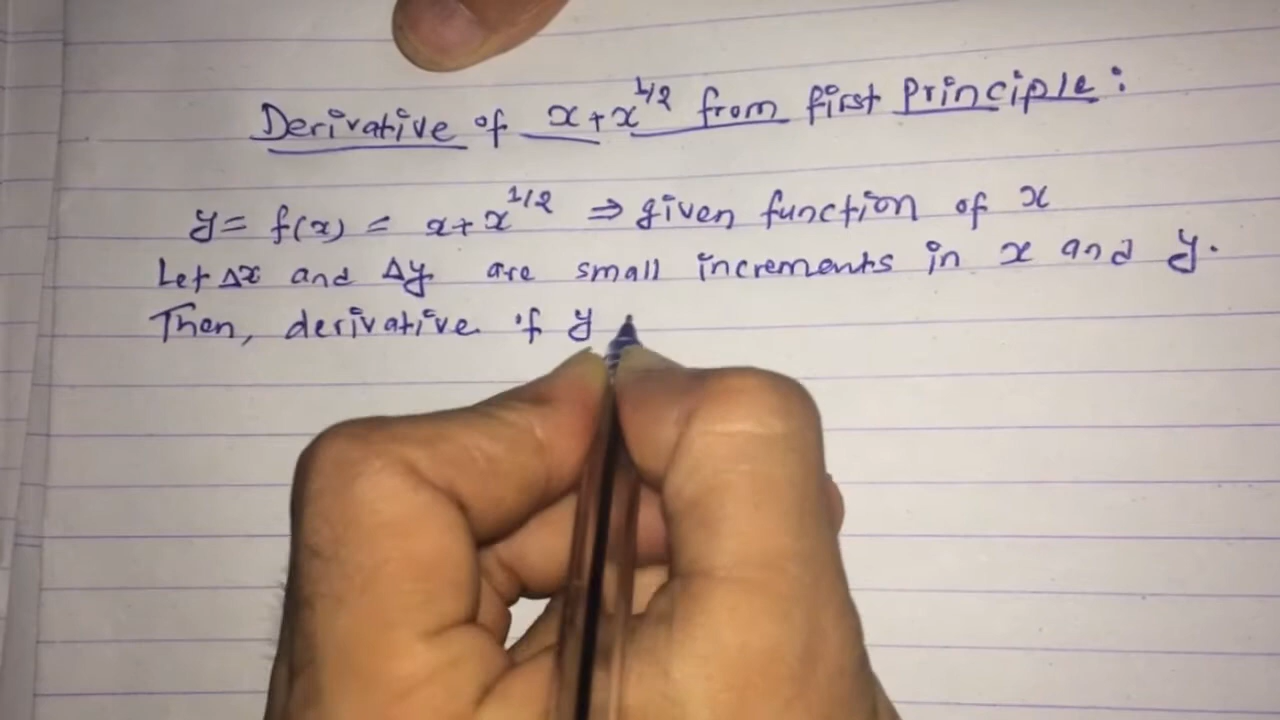 Derivative of x+x^1/2 from first principle:
y= f(x) = x+x^1/2 ⇒ given function of x
Let Δx and Δy are small increments in x and y.
Then, derivative of y